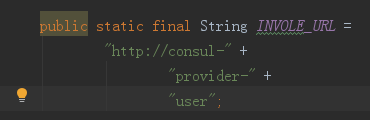 public static final String INVOLE_URL =
"http://consul-" +
"provider-" +
"user";